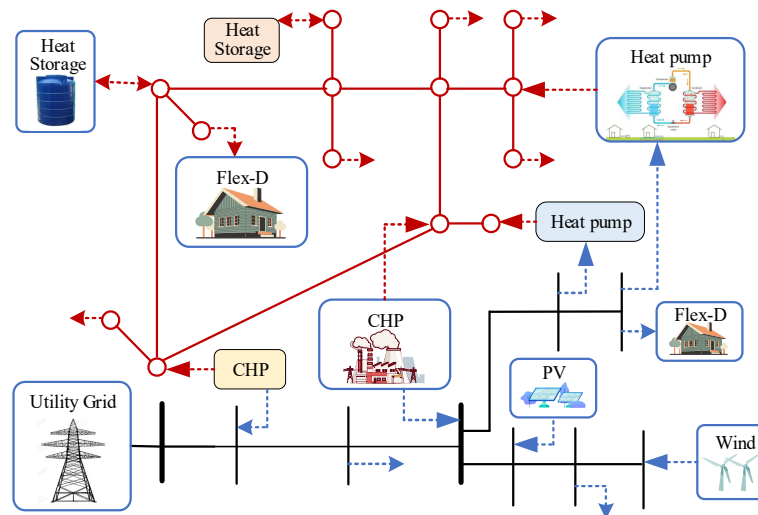 Heat
Storage
Heat
Storage
Heat pump
Flex-D
Heat pump
CHP
Flex-D
CHP
PV
Utility Grid
Wind